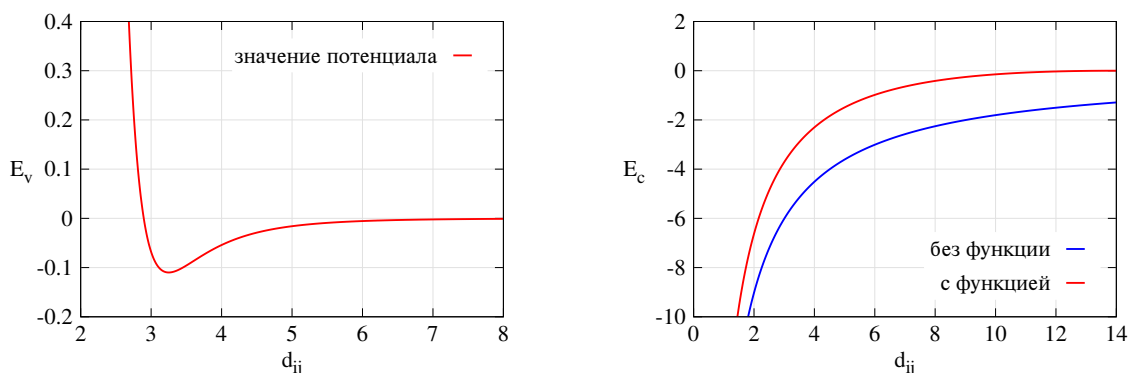 0.4
0.3
0.2
0.1
0
-0.1
-0.2
E_v
значение потенциала
2 3 4 5 6 7 8
d_ij
2
0
-2
-4
-6
-8
-10
E_c
без функции
с функцией
0 2 4 6 8 10 12 14
d_ij